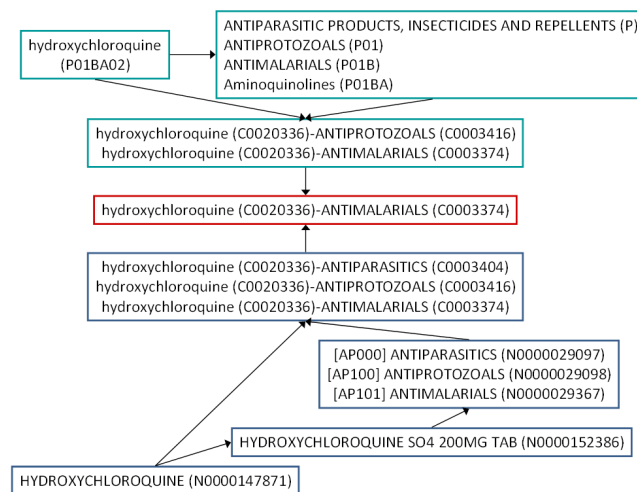 hydroxychloroquine
(P01BA02)
ANTIPARASITIC PRODUCTS, INSECTICIDES AND REPELLENTS (P)
ANTIPROTOZOALS (P01)
ANTIMALARIALS (P01B)
Aminoquinolines (P01BA)
hydroxychloroquine (C0020336)-ANTIPROTOZOALS (C0003416)
hydroxychloroquine (C0020336)-ANTIMALARIALS (C0003374)
hydroxychloroquine (C0020336)-ANTIMALARIALS (C0003374)
hydroxychloroquine (C0020336)-ANTIPARASITICS (C0003404)
hydroxychloroquine (C0020336)-ANTIPROTOZOALS (C0003416)
hydroxychloroquine (C0020336)-ANTIMALARIALS (C0003374)
[AP000] ANTIPARASITICS (N0000029097)
[AP100] ANTIPROTOZOALS (N0000029098)
[AP101] ANTIMALARIALS (N0000029367)
HYDROXYCHLOROQUINE SO4 200MG TAB (N0000152386)
HYDROXYCHLOROQUINE (N0000147871)